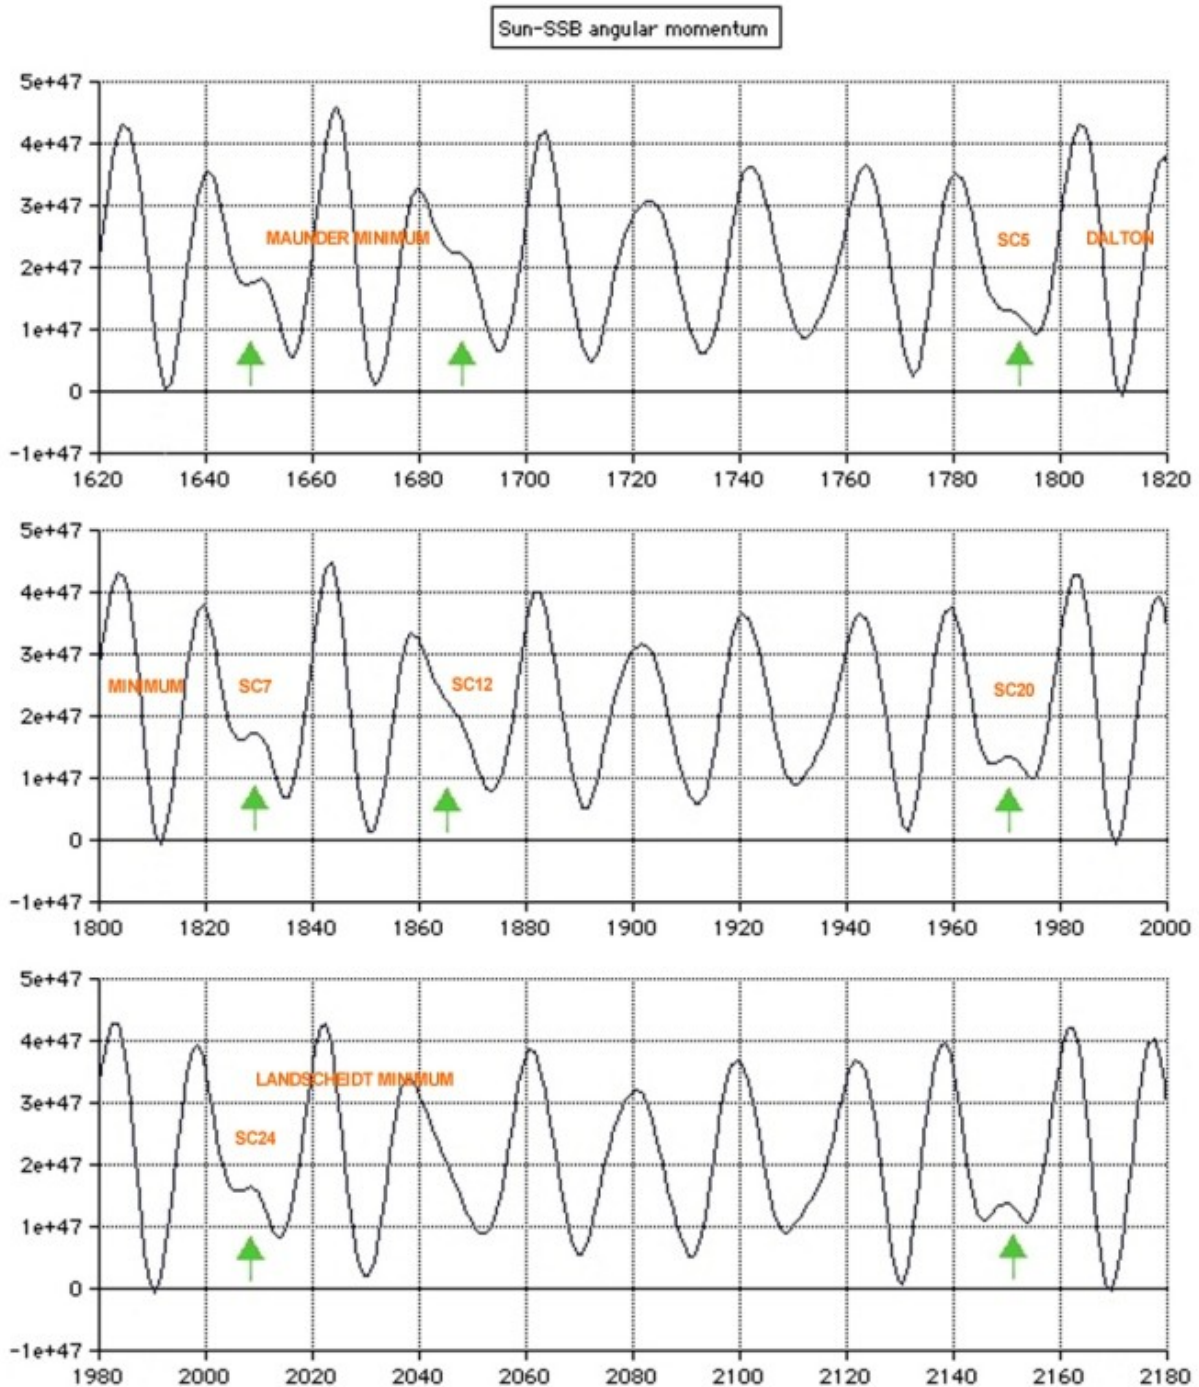 Sun-SSB angular momentum
5e+47
4e+47
3e+47
2e+47
1e+47
0
-1e+47
MAUNDER MINIMUM
SC5
DALTON
1620 1640 1660 1680 1700 1720 1740 1760 1780 1800 1820
5e+47
4e+47
3e+47
2e+47
1e+47
0
-1e+47
MINIMUM
SC7
SC12
SC20
1800 1820 1840 1860 1880 1900 1920 1940 1960 1980 2000
5e+47
4e+47
3e+47
2e+47
1e+47
0
-1e+47
LANDSCHEIDT MINIMUM
SC24
1980 2000 2020 2040 2060 2080 2100 2120 2140 2160 2180